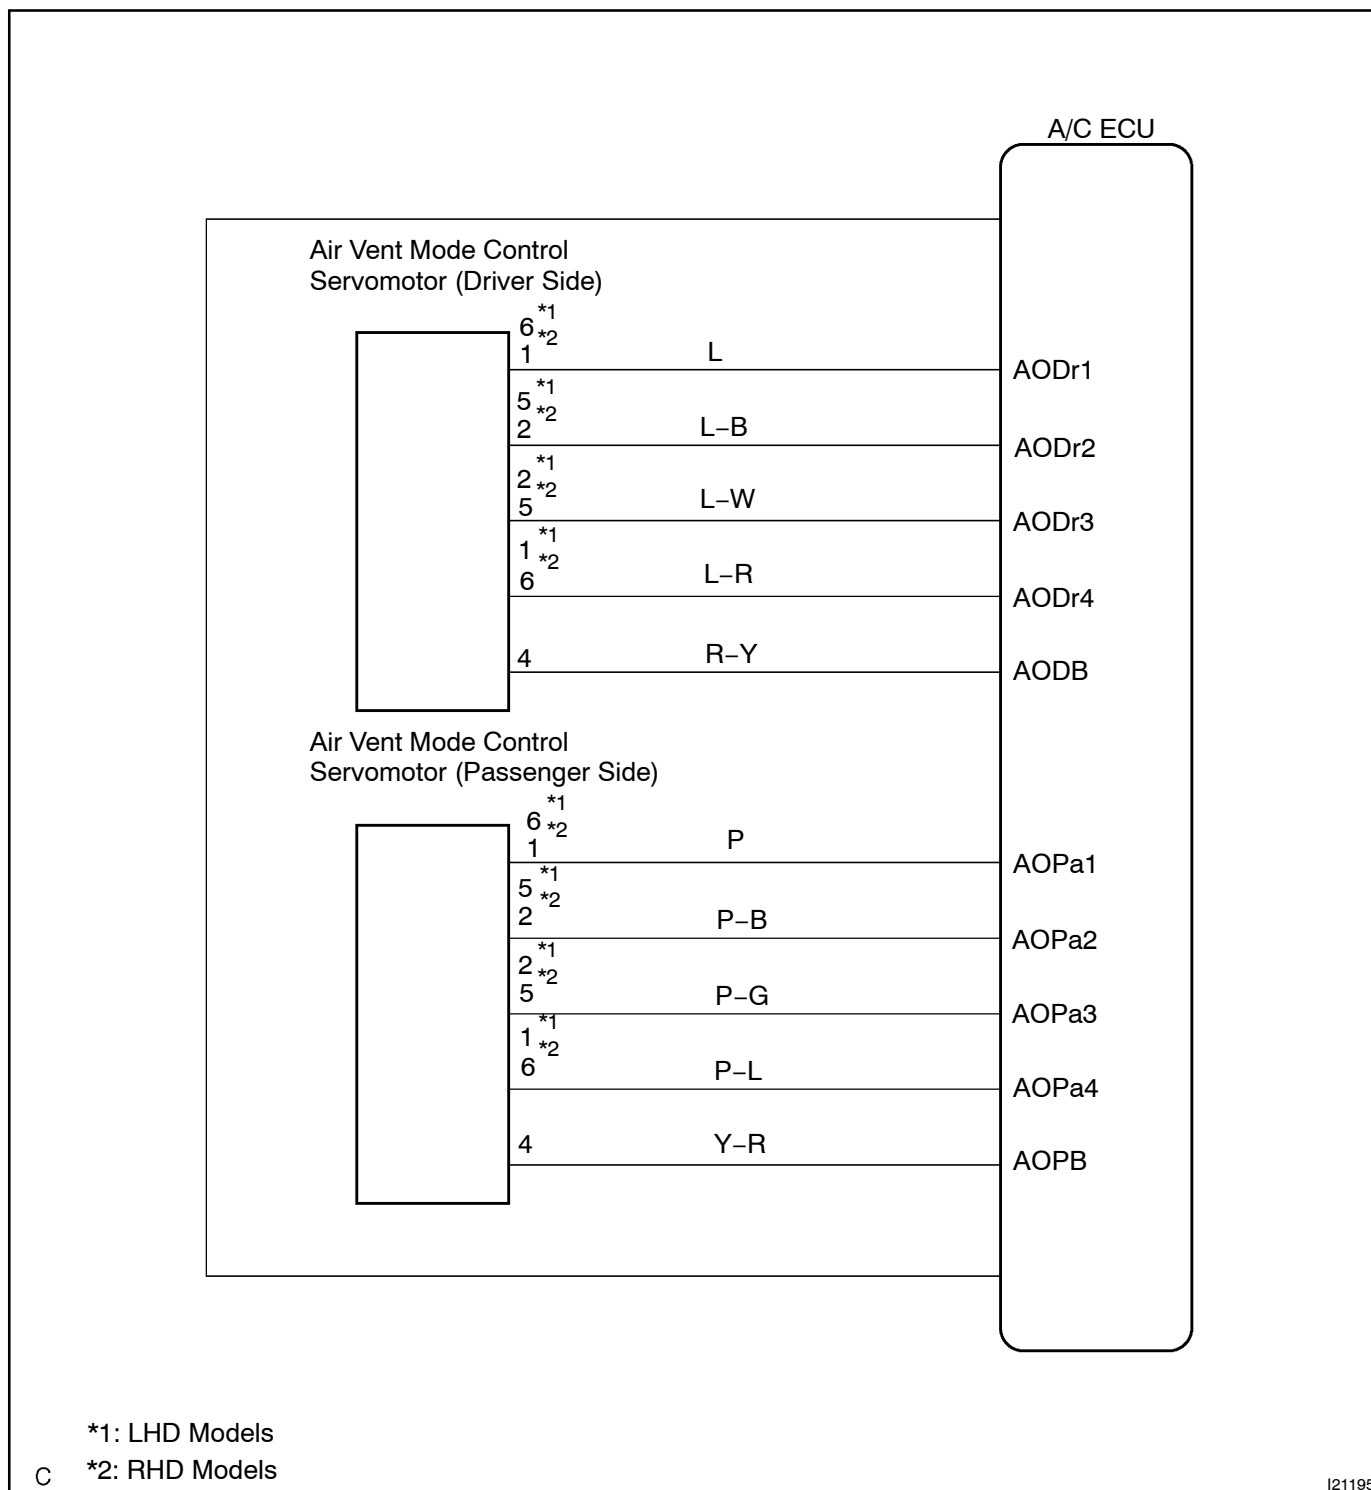 A/C ECU
Air Vent Mode Control
Servomotor (Driver Side)
6 *1
1 *2
L
AODr1
5 *1
2 *2
L−B
AODr2
2 *1
5 *2
L−W
AODr3
1 *1
6 *2
L−R
AODr4
4
R−Y
AODB
Air Vent Mode Control
Servomotor (Passenger Side)
6 *1
1 *2
P
AOPa1
5 *1
2 *2
P−B
AOPa2
2 *1
5 *2
P−G
AOPa3
1 *1
6 *2
P−L
AOPa4
4
Y−R
AOPB
*1: LHD Models
*2: RHD Models
C
I21195